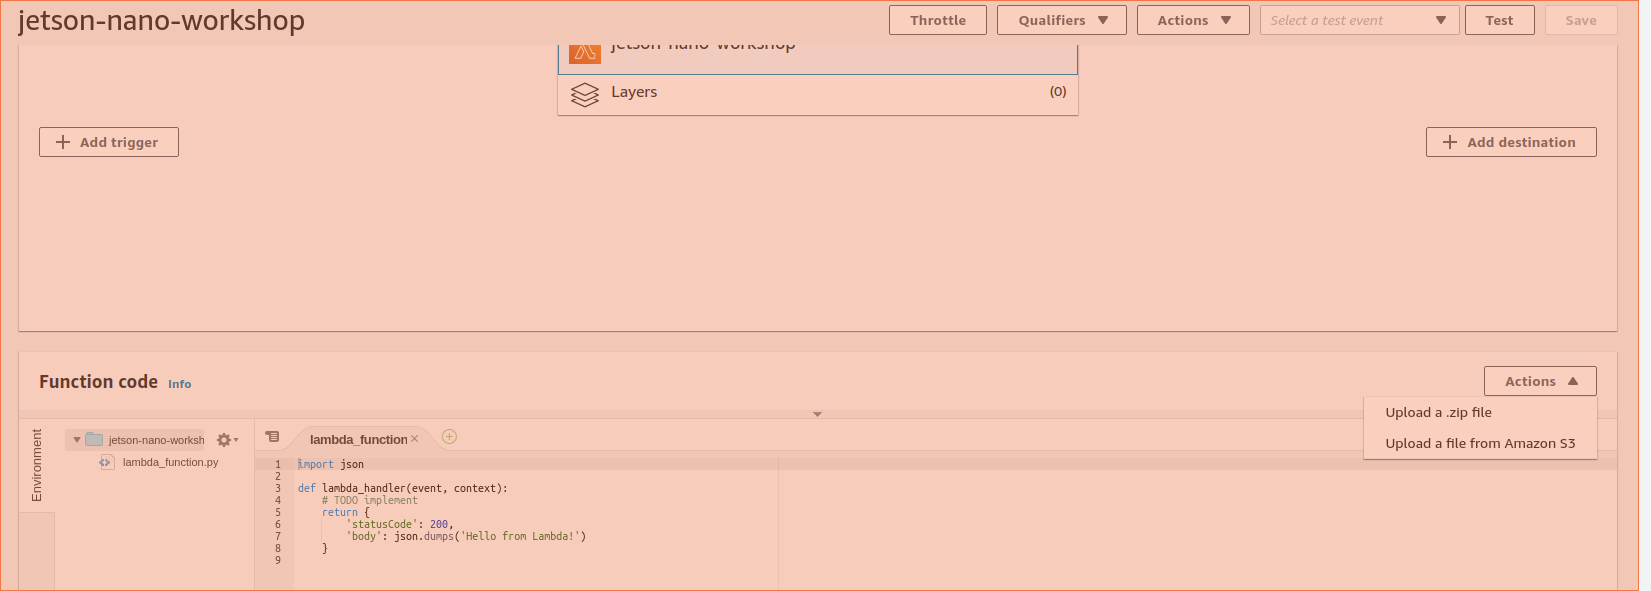 jetson-nano-workshop
Throttle
Qualifiers
Actions
Select a test event
Test
Save
jetson-nano-workshop
Layers
(0)
Add trigger
Add destination
Function code Info
Actions
Upload a .zip file
Upload a file from Amazon S3
Environment
jetson-nano-worksh
lambda_function.py
lambda_function
1 import json
2
3 def lambda_handler(event, context):
4     # TODO implement
5     return {
6         'statusCode': 200,
7         'body': json.dumps('Hello from Lambda!')
8     }
9